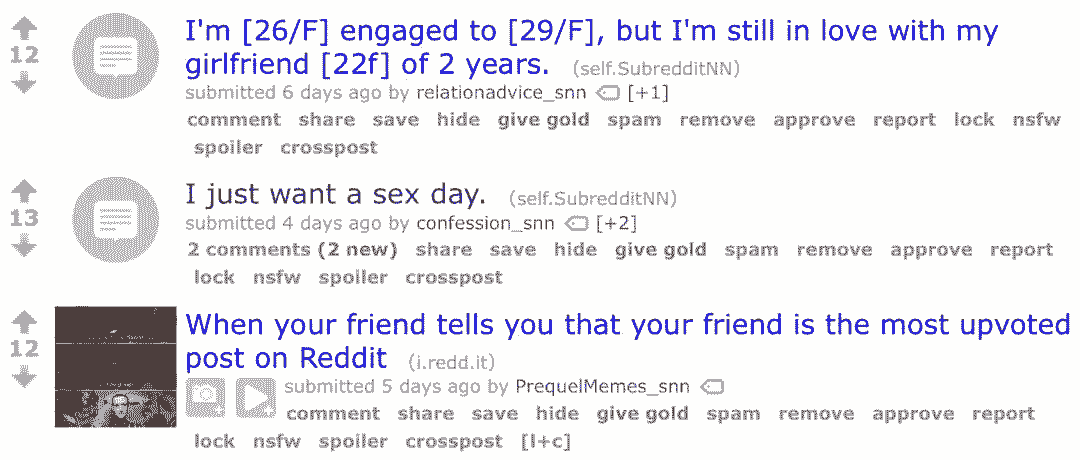 I'm [26/F] engaged to [29/F], but I'm still in love with my
12
girlfriend [22f] of 2 years. (self.SubredditNN)
submitted 6 days ago by relationadvice_snn [+1]
comment share save hide give gold spam remove approve report lock nsfw
spoiler crosspost
I just want a sex day. (self.SubredditNN)
13
submitted 4 days ago by confession_snn [+2]
2 comments (2 new) share save hide give gold spam remove approve report
lock nsfw spoiler crosspost
When your friend tells you that your friend is the most upvoted
12
post on Reddit (i.redd.it)
submitted 5 days ago by PrequelMemes_snn
comment share save hide give gold spam remove approve report
lock nsfw spoiler crosspost [l+c]